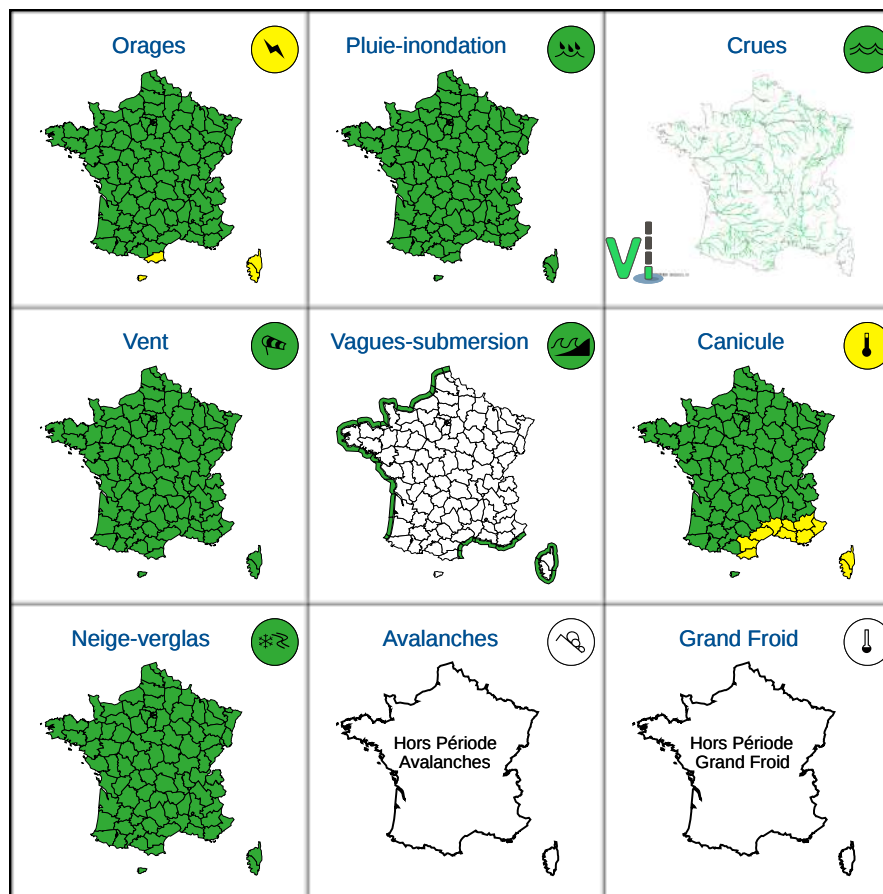 Orages
Pluie-inondation
Crues
Vent
Vagues-submersion
Canicule
Neige-verglas
Avalanches
Grand Froid
Hors Période
Avalanches
Hors Période
Grand Froid